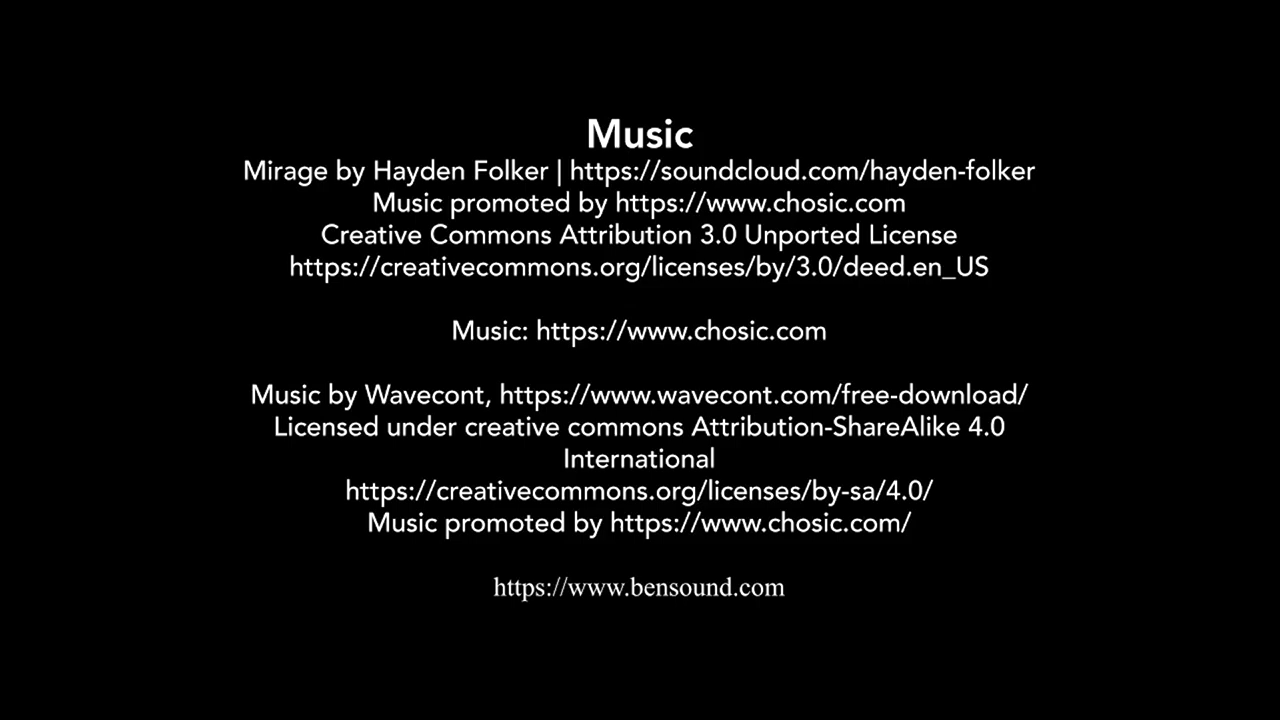 Music
Mirage by Hayden Folker | https://soundcloud.com/hayden-folker
Music promoted by https://www.chosic.com
Creative Commons Attribution 3.0 Unported License
https://creativecommons.org/licenses/by/3.0/deed.en_US
Music: https://www.chosic.com
Music by Wavecont, https://www.wavecont.com/free-download/
Licensed under creative commons Attribution-ShareAlike 4.0
International
https://creativecommons.org/licenses/by-sa/4.0/
Music promoted by https://www.chosic.com/
https://www.bensound.com